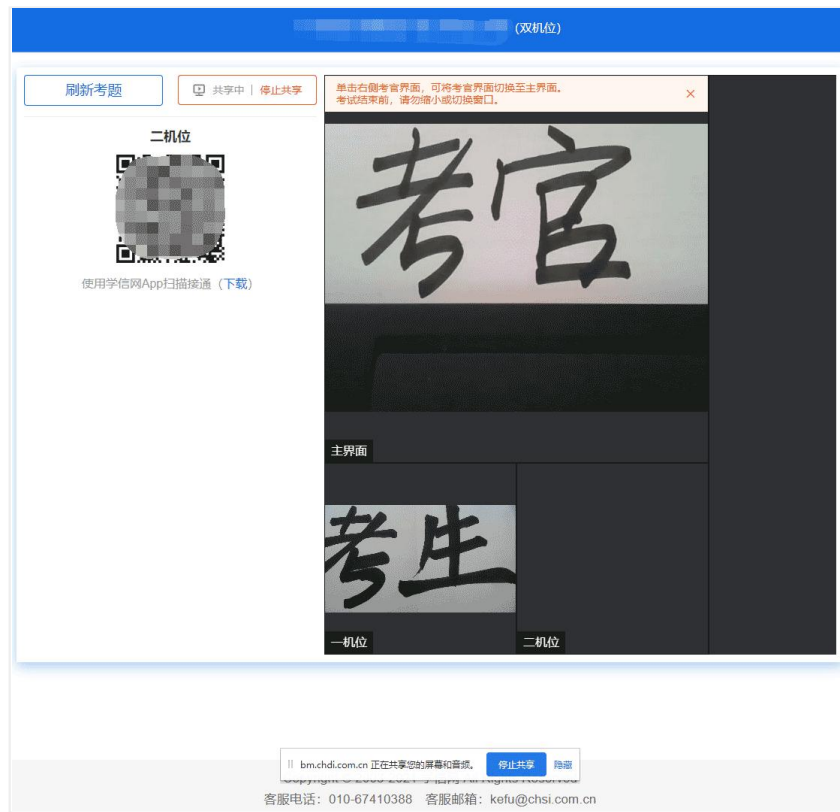 (双机位)
刷新考题
共享中 | 停止共享
单击右侧考官界面，可将考官界面切换至主界面。
考试结束前，请勿缩小或切换窗口。
二机位
使用学信网App扫描接通（下载）
考官
主界面
考生
一机位
二机位
bm.chdi.com.cn 正在共享您的屏幕和音频。
停止共享
隐藏
客服电话：010-67410388 客服邮箱：kefu@chsi.com.cn